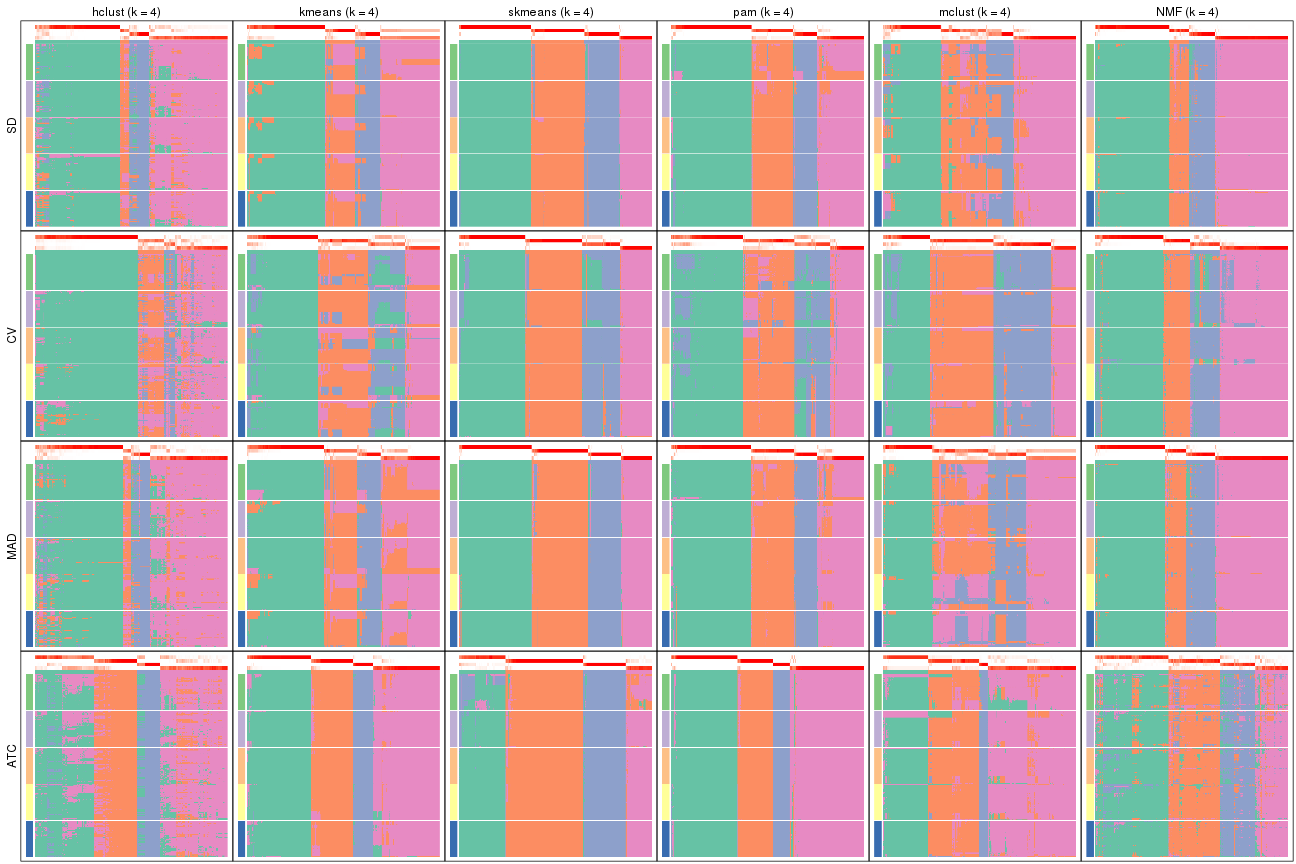 hclust (k = 4) kmeans (k = 4) skmeans (k = 4) pam (k = 4) mclust (k = 4) NMF (k = 4)
SD
CV
MAD
ATC